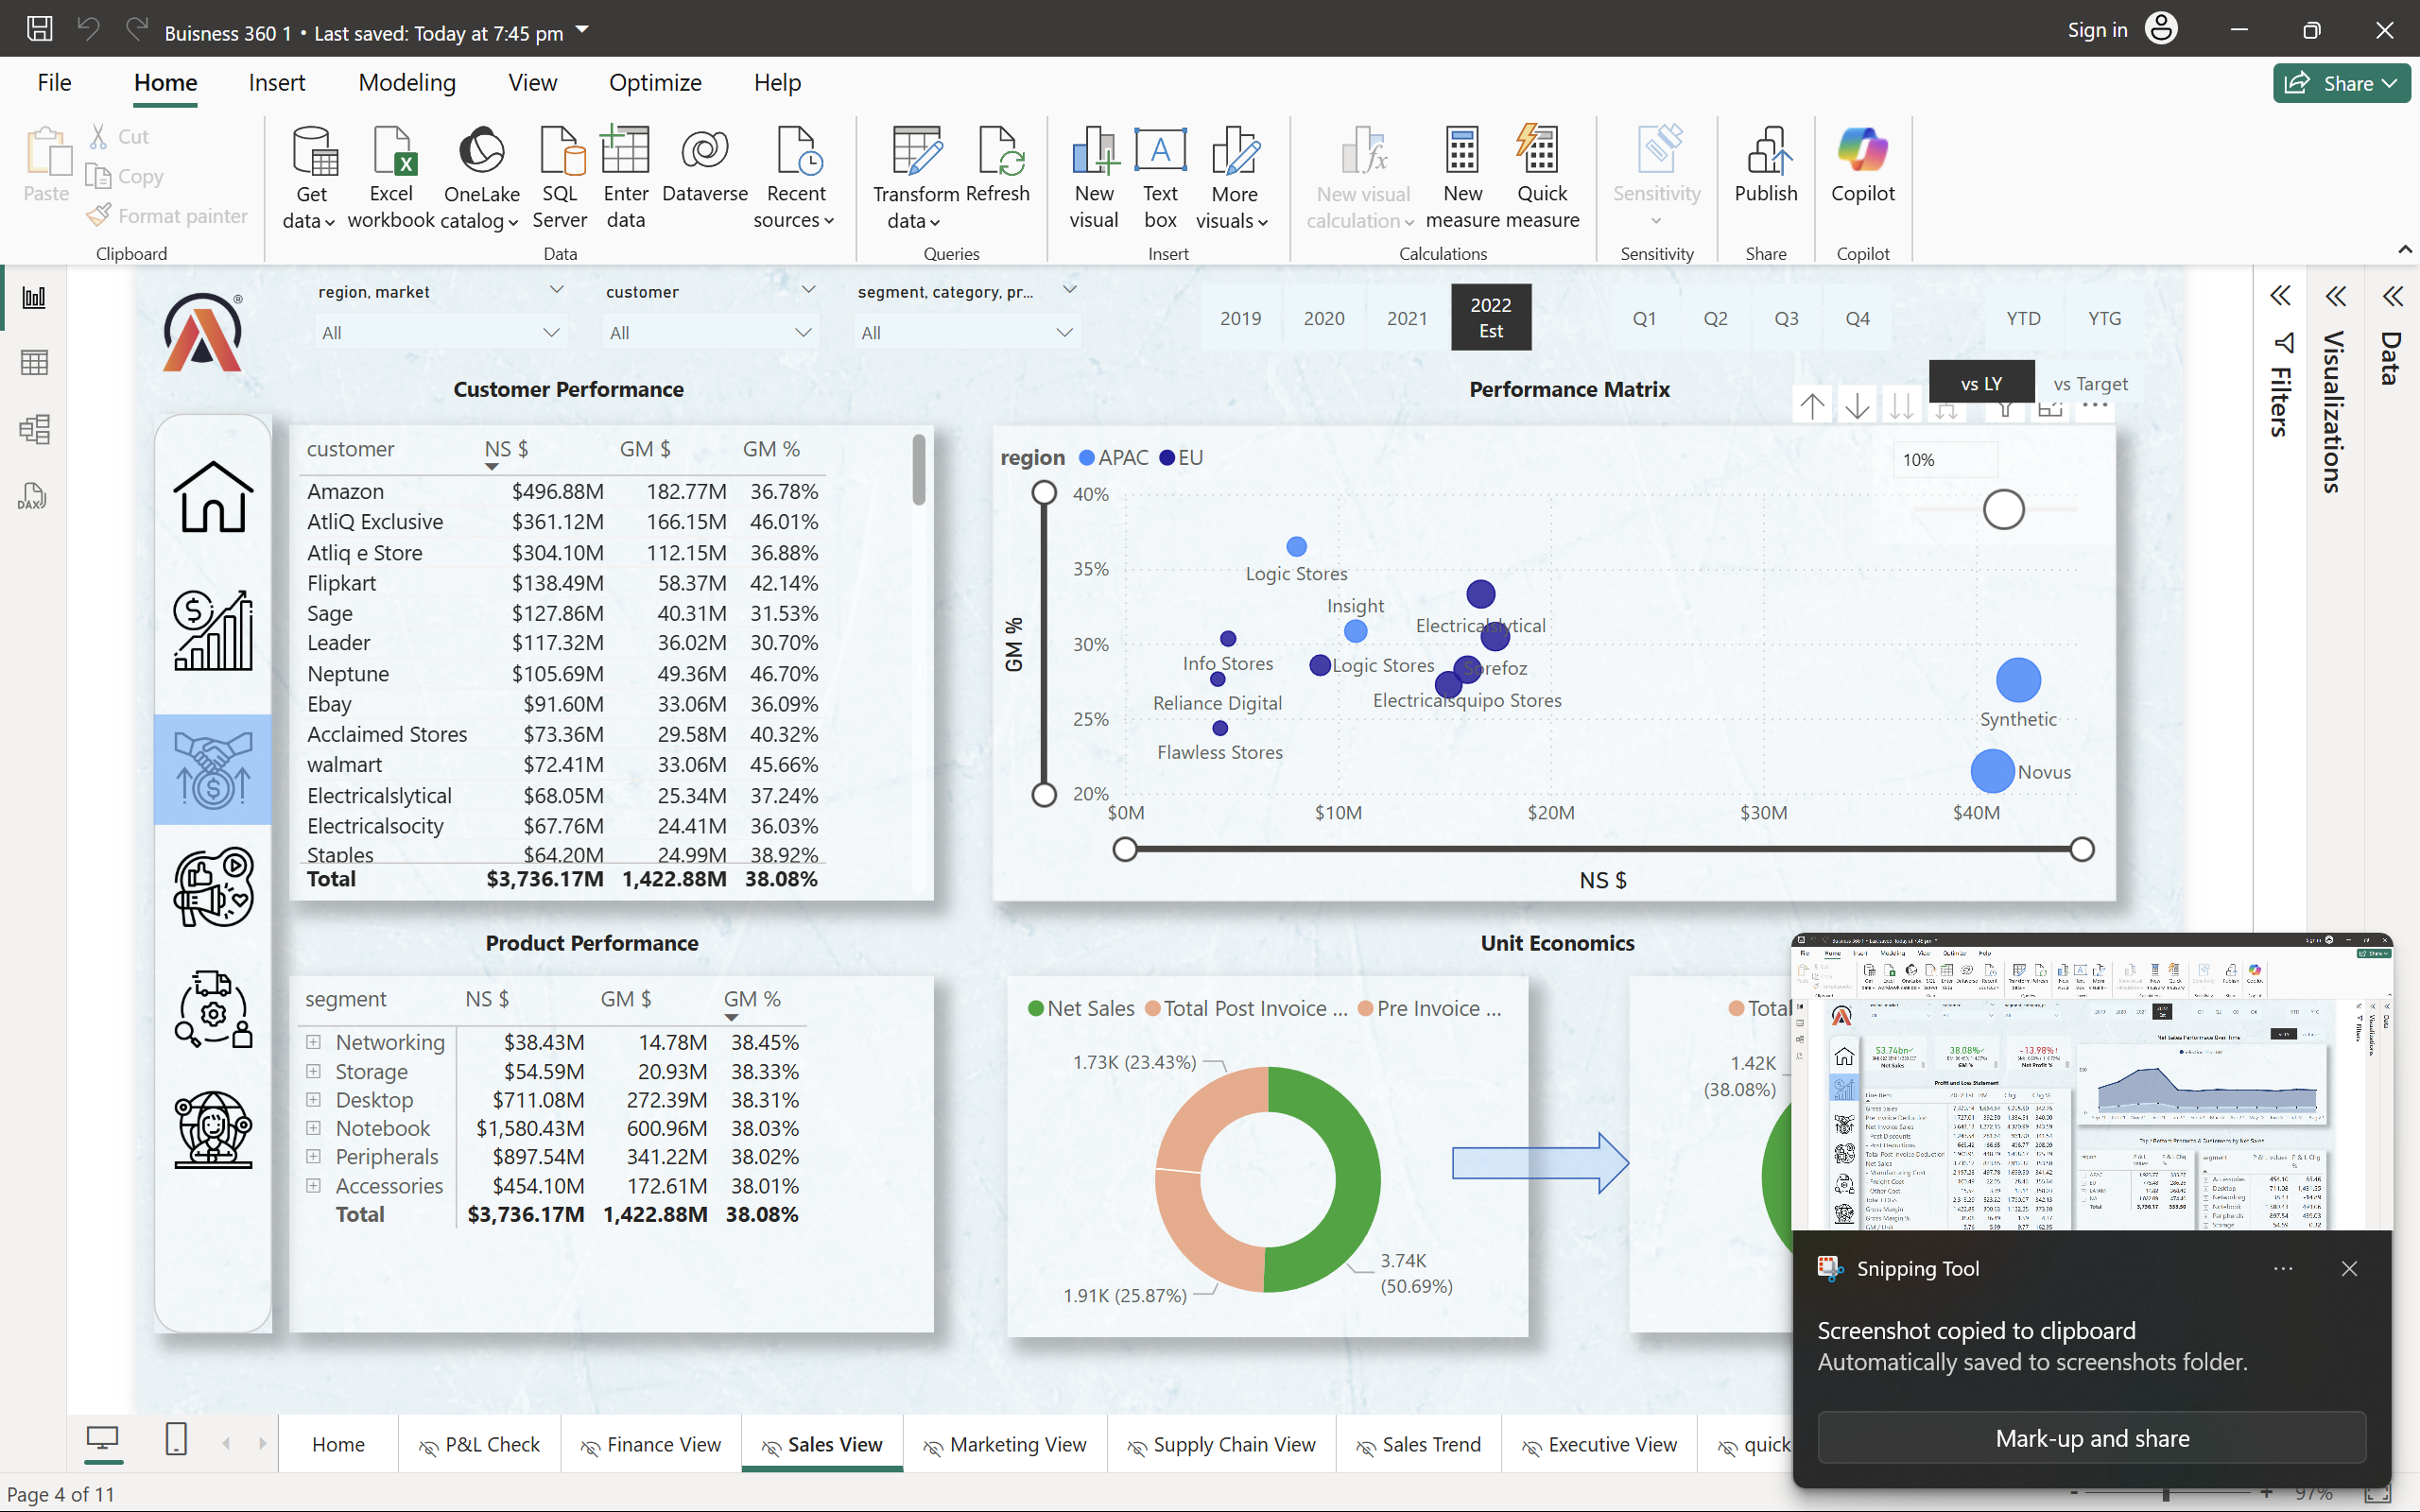 Buisness 360 1 • Last saved: Today at 7:45 pm
Sign in
File Home Insert Modeling View Optimize Help
Share
Paste
Cut
Copy
Format painter
Clipboard
Get data
Excel workbook
OneLake catalog
SQL Server
Enter data
Dataverse
Recent sources
Data
Transform data
Refresh
Queries
New visual
Text box
More visuals
Insert
New visual calculation
New measure
Quick measure
Calculations
Sensitivity
Sensitivity
Publish
Share
Copilot
Copilot
DAX
region, market
All
customer
All
segment, category, pr...
All
2019 2020 2021 2022 Est
Q1 Q2 Q3 Q4
YTD YTG
vs LY vs Target
Filters
Visualizations
Data
Customer Performance
customer NS $ GM $ GM %
Amazon $496.88M 182.77M 36.78%
AtliQ Exclusive $361.12M 166.15M 46.01%
Atliq e Store $304.10M 112.15M 36.88%
Flipkart $138.49M 58.37M 42.14%
Sage $127.86M 40.31M 31.53%
Leader $117.32M 36.02M 30.70%
Neptune $105.69M 49.36M 46.70%
Ebay $91.60M 33.06M 36.09%
Acclaimed Stores $73.36M 29.58M 40.32%
walmart $72.41M 33.06M 45.66%
Electricalslytical $68.05M 25.34M 37.24%
Electricalsocity $67.76M 24.41M 36.03%
Staples $64.20M 24.99M 38.92%
Total $3,736.17M 1,422.88M 38.08%
Performance Matrix
region APAC EU
10%
GM %
40%
35%
30%
25%
20%
Logic Stores
Insight
Electricalslytical
Info Stores
Logic Stores
Sorefoz
Reliance Digital
Electricalsquipo Stores
Flawless Stores
Synthetic
Novus
$0M $10M $20M $30M $40M
NS $
Product Performance
segment NS $ GM $ GM %
Networking $38.43M 14.78M 38.45%
Storage $54.59M 20.93M 38.33%
Desktop $711.08M 272.39M 38.31%
Notebook $1,580.43M 600.96M 38.03%
Peripherals $897.54M 341.22M 38.02%
Accessories $454.10M 172.61M 38.01%
Total $3,736.17M 1,422.88M 38.08%
Unit Economics
Net Sales Total Post Invoice ... Pre Invoice ...
1.73K (23.43%)
3.74K
(50.69%)
1.91K (25.87%)
Total
1.42K
(38.08%)
Snipping Tool
Screenshot copied to clipboard
Automatically saved to screenshots folder.
Mark-up and share
Home P&L Check Finance View Sales View Marketing View Supply Chain View Sales Trend Executive View quick
Page 4 of 11
97%